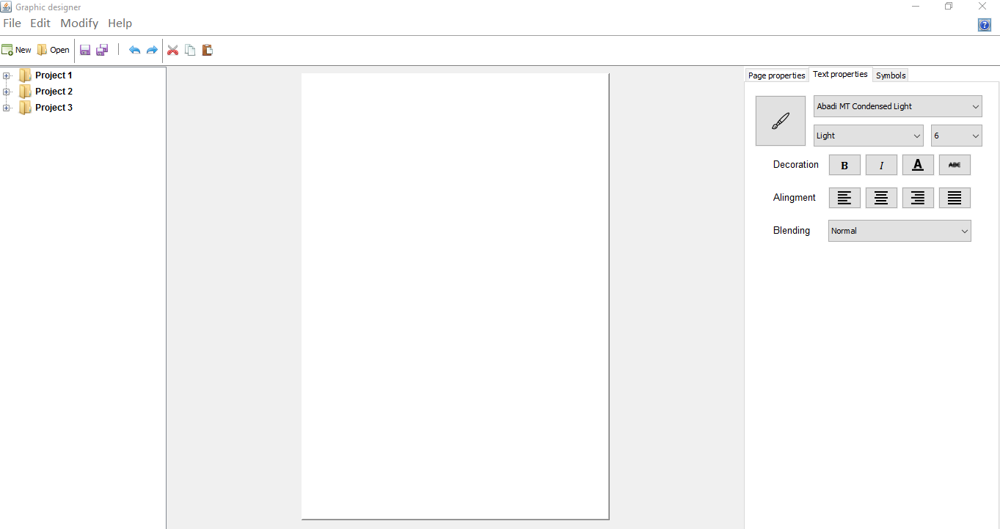 Graphic designer
File Edit Modify Help
New Open
Project 1
Project 2
Project 3
Page properties Text properties Symbols
Abadi MT Condensed Light
Light 6
Decoration B I A ABC
Alingment
Blending Normal